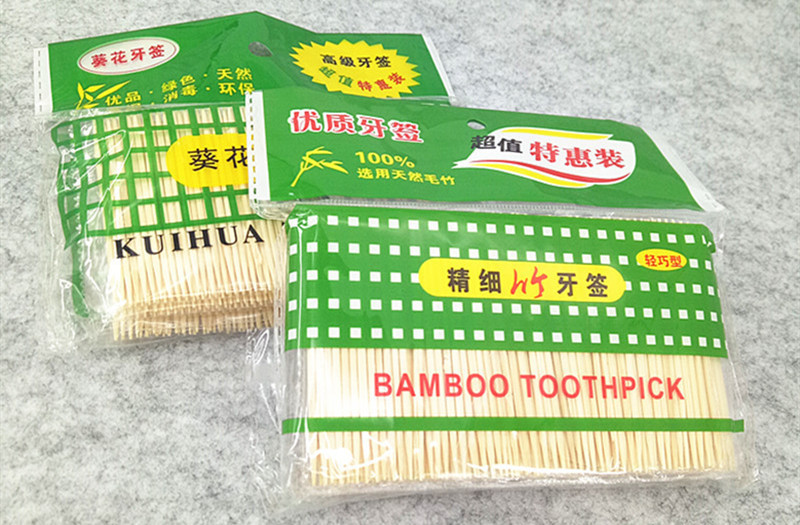 葵花牙签
优品·绿色·天然
消毒·环保
高级牙签
超值特惠装
葵花
KUIHUA
优质牙签
100%
选用天然毛竹
超值 特惠装
精细竹牙签
轻巧型
BAMBOO TOOTHPICK